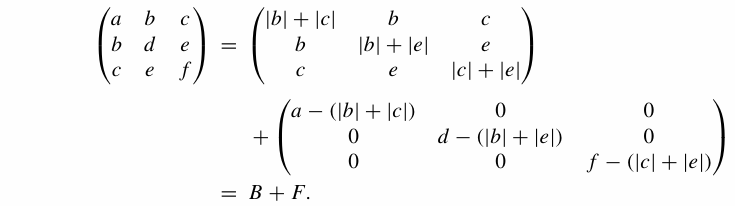 a b c |b| + |c| b c
b d e = b |b| + |e| e
c e f c e |c| + |e|
a − (|b| + |c|) 0 0
+ 0 d − (|b| + |e|) 0
0 0 f − (|c| + |e|)
= B + F.